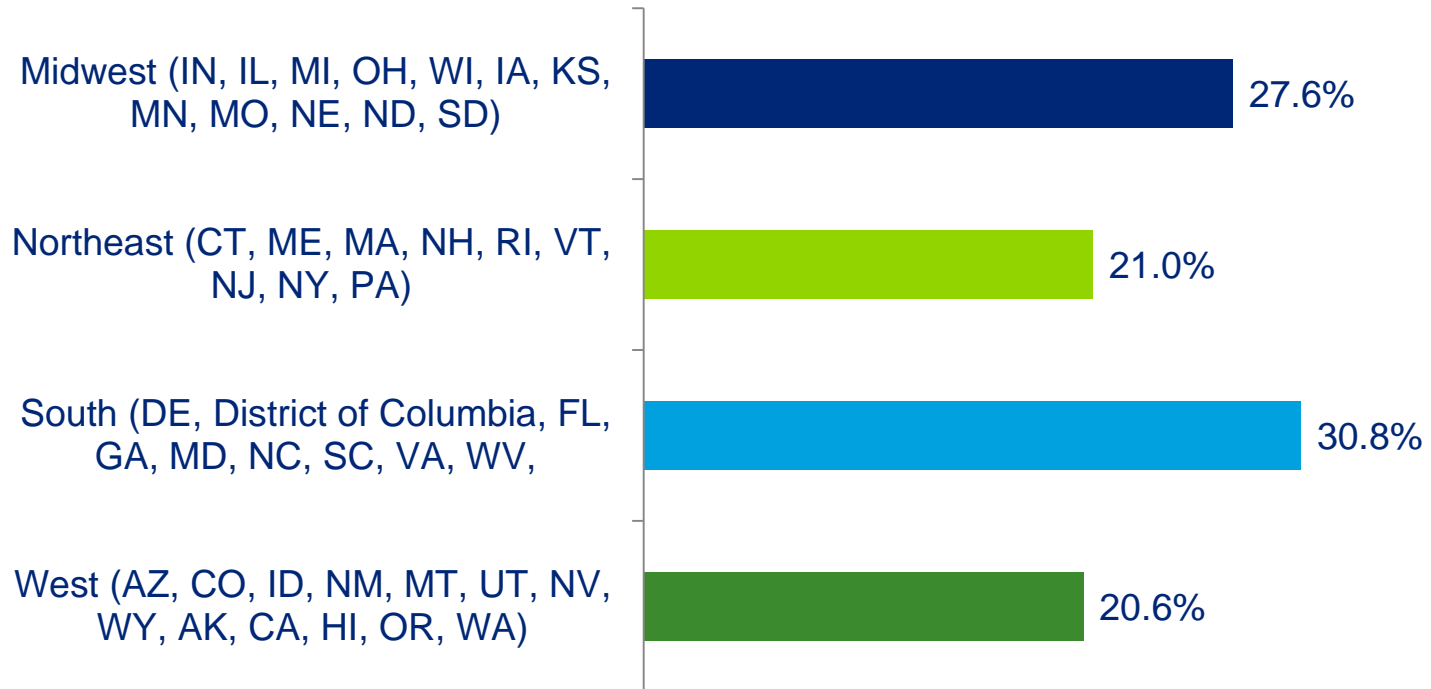 Midwest (IN, IL, MI, OH, WI, IA, KS,
MN, MO, NE, ND, SD)
27.6%
Northeast (CT, ME, MA, NH, RI, VT,
NJ, NY, PA)
21.0%
South (DE, District of Columbia, FL,
GA, MD, NC, SC, VA, WV,
30.8%
West (AZ, CO, ID, NM, MT, UT, NV,
WY, AK, CA, HI, OR, WA)
20.6%